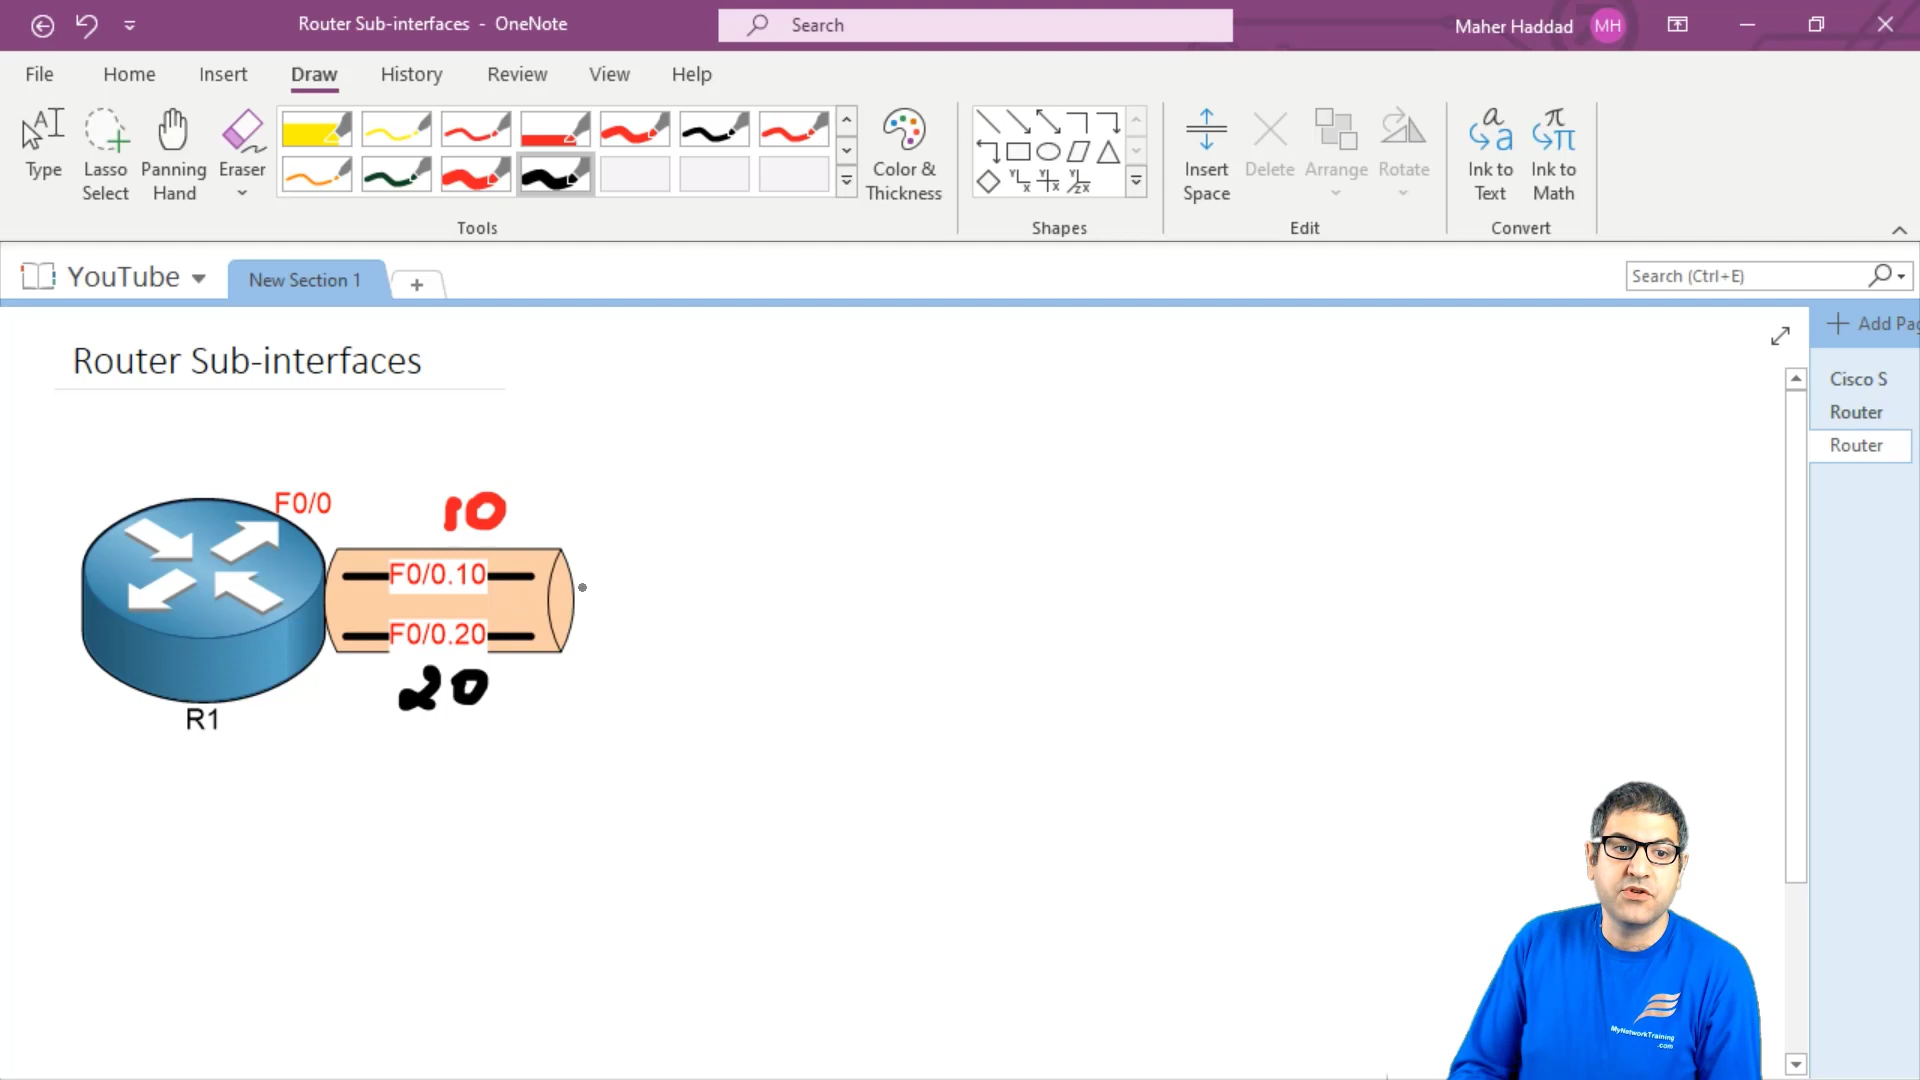 Router Sub-interfaces - OneNote
Search
Maher Haddad
MH
File
Home
Insert
Draw
History
Review
View
Help
Type
Lasso
Select
Panning
Hand
Eraser
Color &
Thickness
Insert
Space
Delete
Arrange
Rotate
Ink to
Text
Ink to
Math
Tools
Shapes
Edit
Convert
YouTube
New Section 1
Search (Ctrl+E)
Add Pag
Router Sub-interfaces
Cisco S
Router
Router
F0/0
10
F0/0.10
F0/0.20
20
R1
MyNetworkTraining
.com